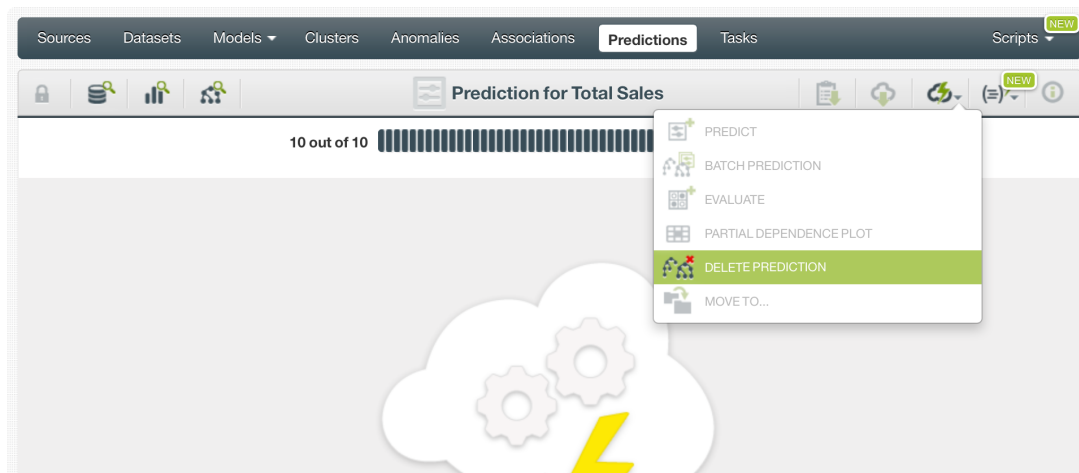 NEW
Sources Datasets Models Clusters Anomalies Associations Predictions Tasks Scripts
NEW
Prediction for Total Sales (=)
10 out of 10
PREDICT
BATCH PREDICTION
EVALUATE
PARTIAL DEPENDENCE PLOT
DELETE PREDICTION
MOVE TO...